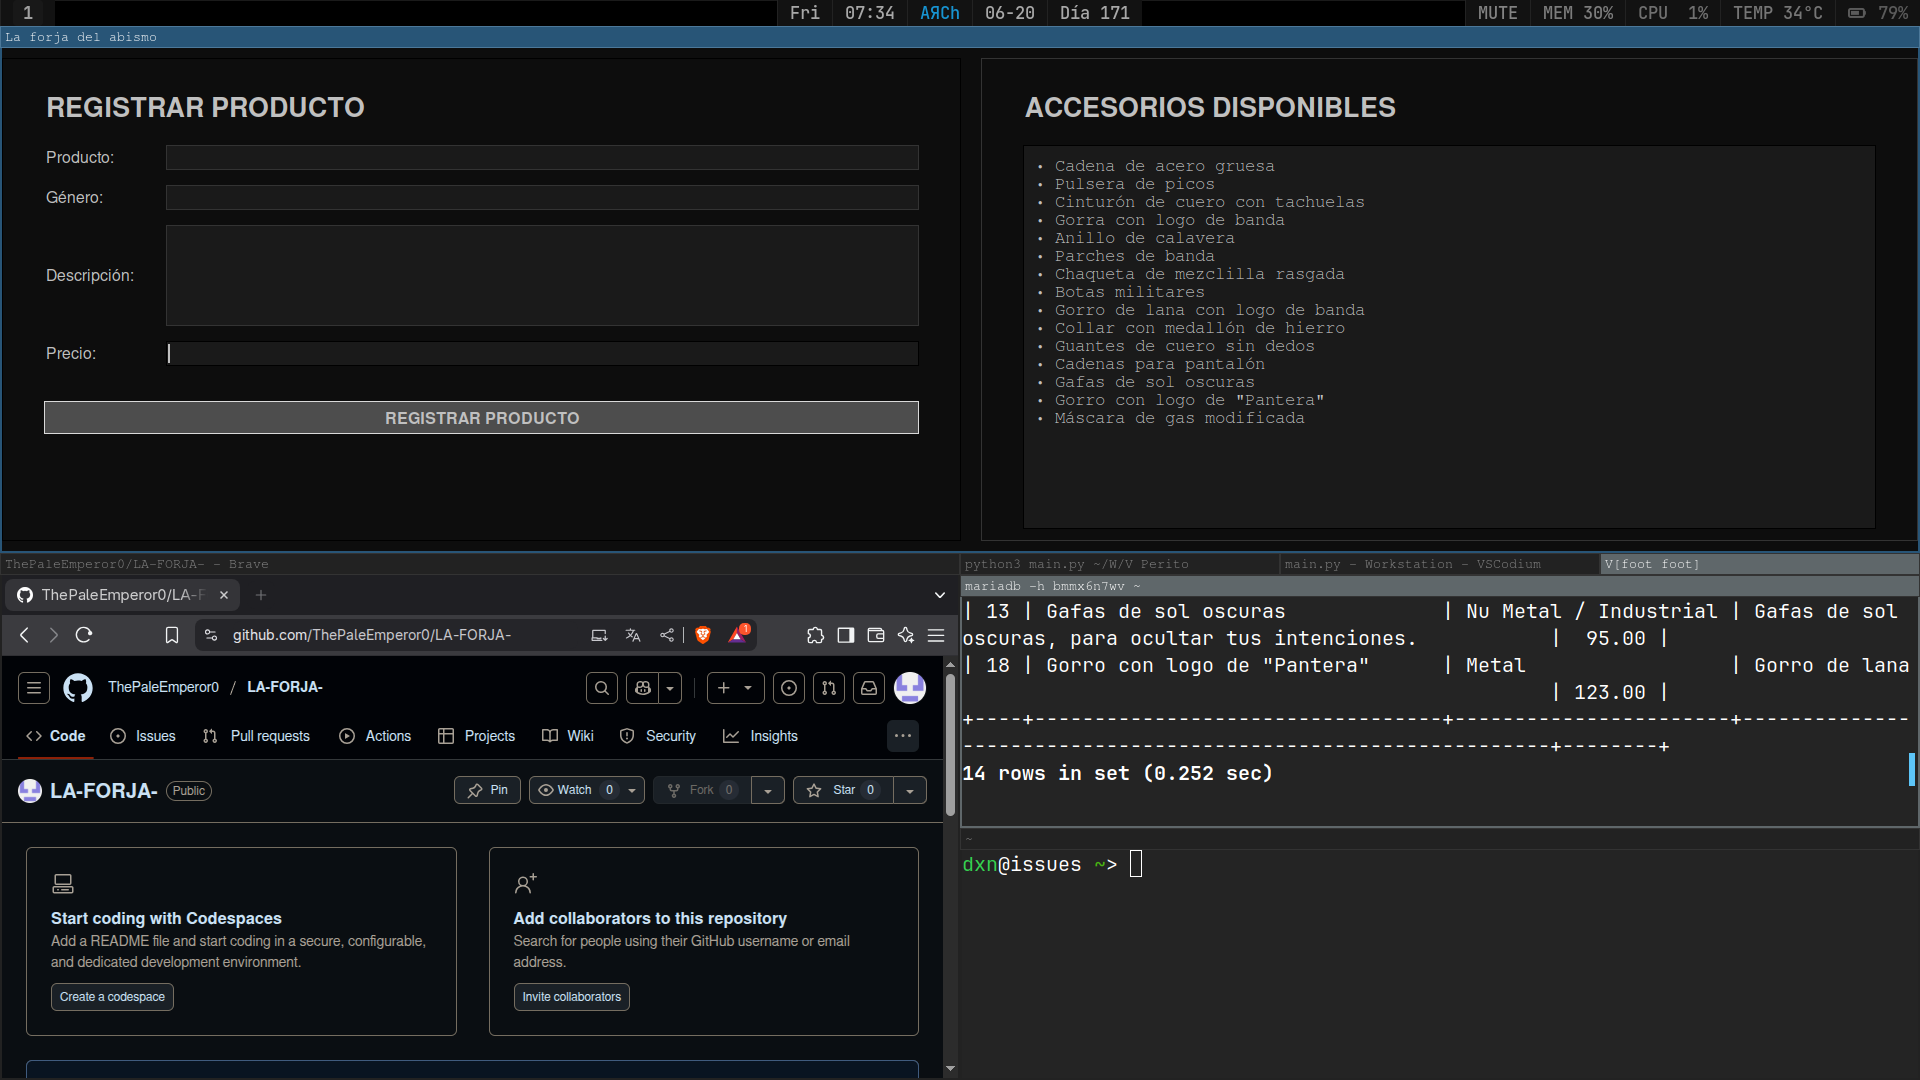 1
Fri 07:34 AЯCh 06-20 Día 171
MUTE MEM 30% CPU 1% TEMP 34°C 79%
La forja del abismo
REGISTRAR PRODUCTO
Producto:
Género:
Descripción:
Precio:
REGISTRAR PRODUCTO
ACCESORIOS DISPONIBLES
• Cadena de acero gruesa
• Pulsera de picos
• Cinturón de cuero con tachuelas
• Gorra con logo de banda
• Anillo de calavera
• Parches de banda
• Chaqueta de mezclilla rasgada
• Botas militares
• Gorro de lana con logo de banda
• Collar con medallón de hierro
• Guantes de cuero sin dedos
• Cadenas para pantalón
• Gafas de sol oscuras
• Gorro con logo de "Pantera"
• Máscara de gas modificada
ThePaleEmperor0/LA-FORJA- - Brave
ThePaleEmperor0/LA-F
github.com/ThePaleEmperor0/LA-FORJA-
1
ThePaleEmperor0 / LA-FORJA-
Code Issues Pull requests Actions Projects Wiki Security Insights
LA-FORJA- Public Pin Watch 0 Fork 0 Star 0
Start coding with Codespaces
Add a README file and start coding in a secure, configurable,
and dedicated development environment.
Create a codespace
Add collaborators to this repository
Search for people using their GitHub username or email
address.
Invite collaborators
python3 main.py ~/W/V Perito
main.py - Workstation - VSCodium
V[foot foot]
mariadb -h bmmx6n7wv ~
| 13 | Gafas de sol oscuras | Nu Metal / Industrial | Gafas de sol
oscuras, para ocultar tus intenciones. | 95.00 |
| 18 | Gorro con logo de "Pantera" | Metal | Gorro de lana
| 123.00 |
+----+----------------------------------+-----------------------+--------------
-------------------------------------------------+--------+
14 rows in set (0.252 sec)
~
dxn@issues ~>